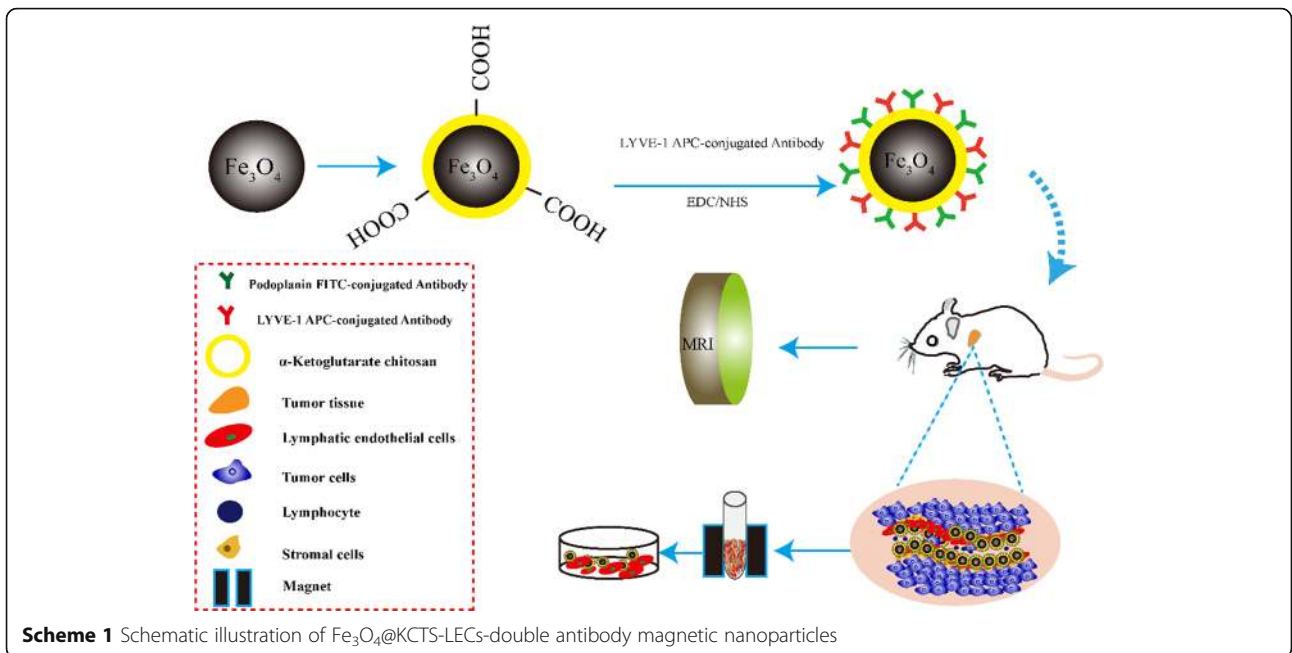 COOH
Fe₃O₄
Fe₃O₄
HOOC
COOH
LYVE-1 APC-conjugated Antibody
EDC/NHS
Fe₃O₄
Podoplanin FITC-conjugated Antibody
LYVE-1 APC-conjugated Antibody
α-Ketoglutarate chitosan
Tumor tissue
Lymphatic endothelial cells
Tumor cells
Lymphocyte
Stromal cells
Magnet
MRI
Scheme 1 Schematic illustration of Fe₃O₄@KCTS-LECs-double antibody magnetic nanoparticles